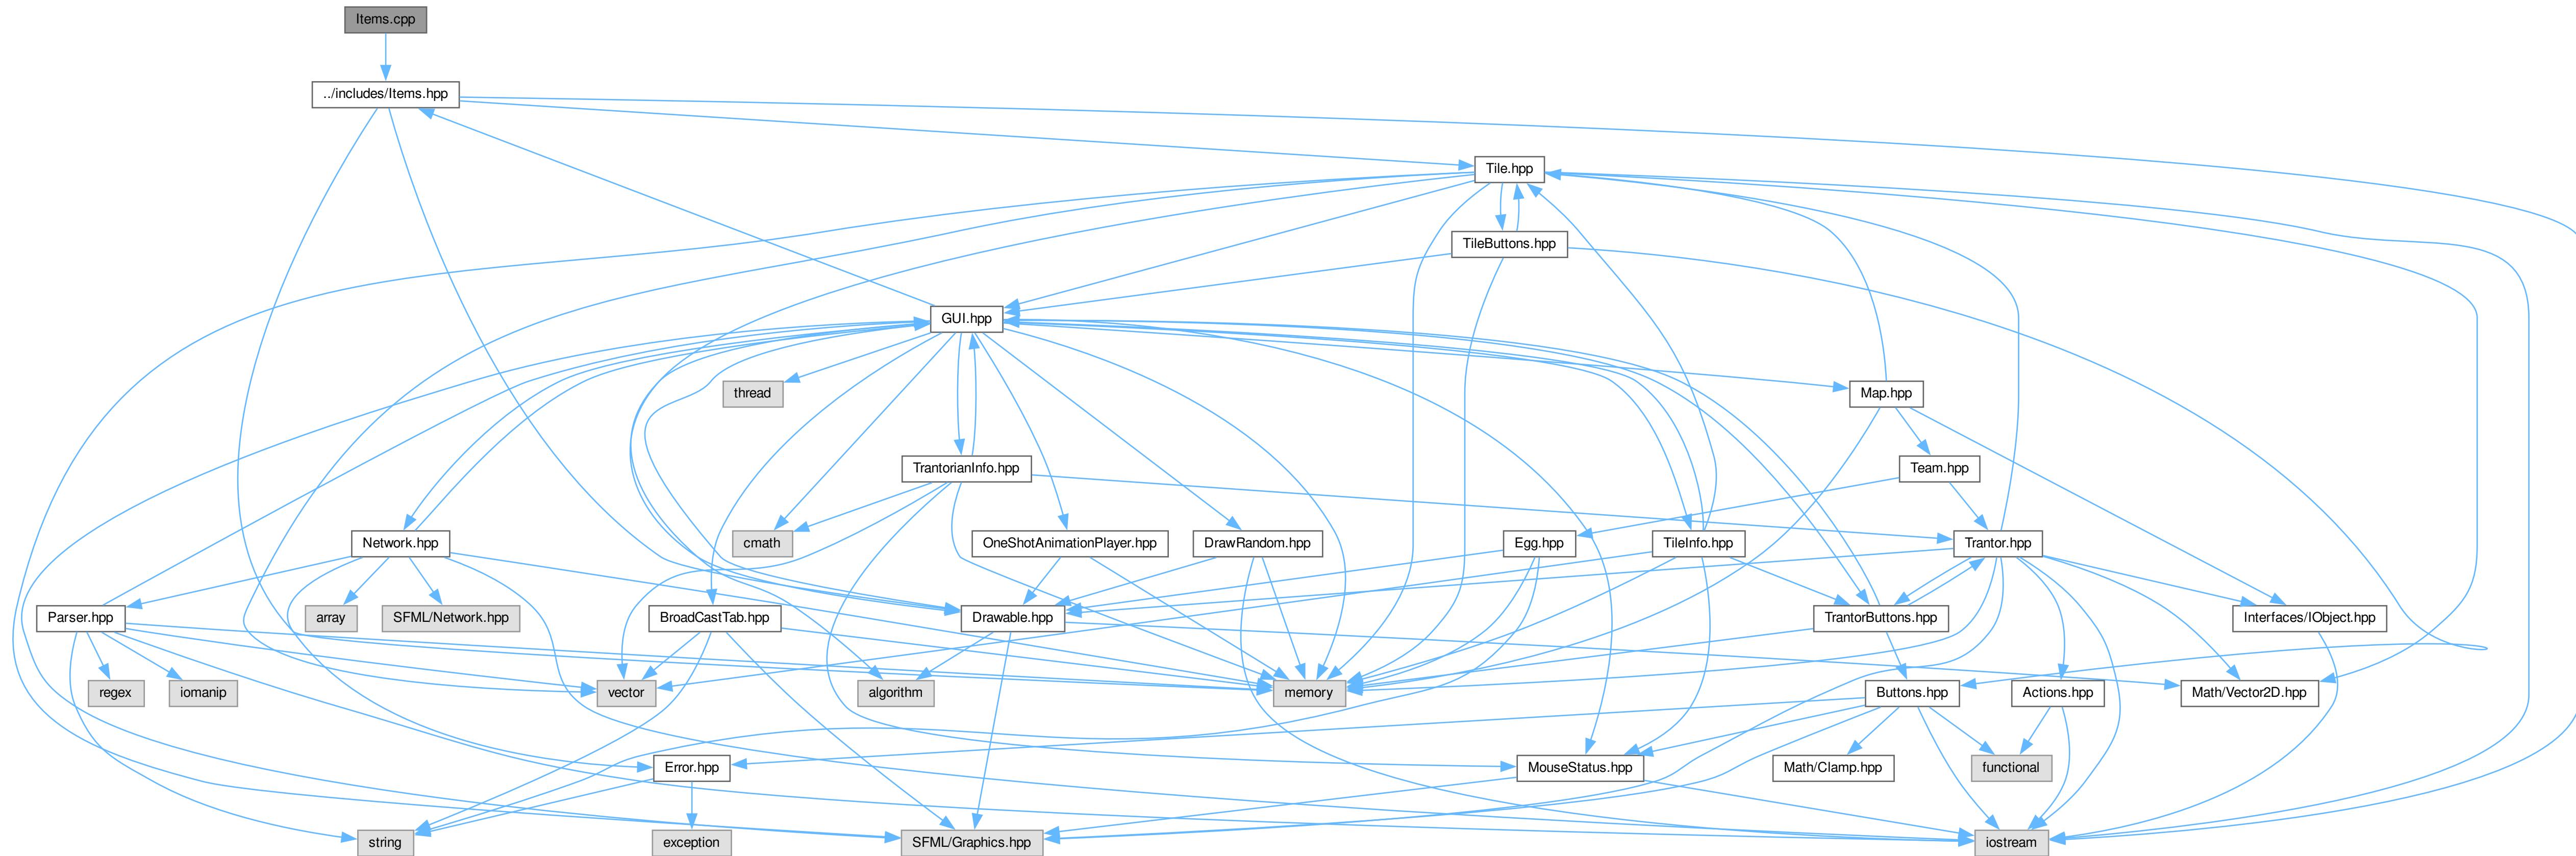 Items.cpp
../includes/Items.hpp
Tile.hpp
TileButtons.hpp
GUI.hpp
thread
Map.hpp
TrantorianInfo.hpp
Team.hpp
Network.hpp
cmath
OneShotAnimationPlayer.hpp
DrawRandom.hpp
Egg.hpp
TileInfo.hpp
Trantor.hpp
Parser.hpp
array
SFML/Network.hpp
BroadCastTab.hpp
Drawable.hpp
TrantorButtons.hpp
Interfaces/IObject.hpp
regex
iomanip
vector
algorithm
memory
Buttons.hpp
Actions.hpp
Math/Vector2D.hpp
Error.hpp
MouseStatus.hpp
Math/Clamp.hpp
functional
string
exception
SFML/Graphics.hpp
iostream